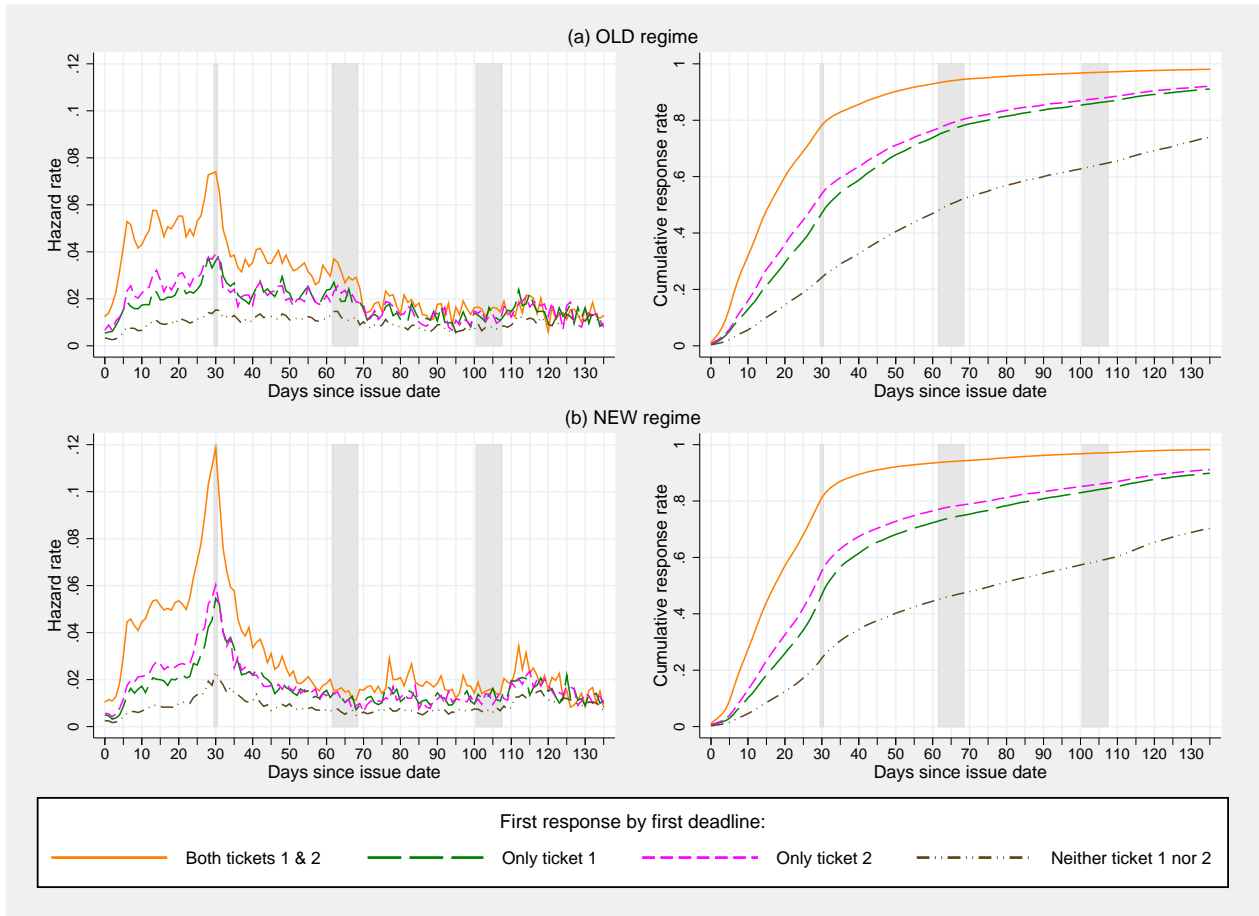 (a) OLD regime
Hazard rate
0 .02 .04 .06 .08 .1 .12
0 10 20 30 40 50 60 70 80 90 100 110 120 130
Days since issue date
Cumulative response rate
0 .2 .4 .6 .8 1
0 10 20 30 40 50 60 70 80 90 100 110 120 130
Days since issue date
(b) NEW regime
Hazard rate
0 .02 .04 .06 .08 .1 .12
0 10 20 30 40 50 60 70 80 90 100 110 120 130
Days since issue date
Cumulative response rate
0 .2 .4 .6 .8 1
0 10 20 30 40 50 60 70 80 90 100 110 120 130
Days since issue date
First response by first deadline:
Both tickets 1 & 2 Only ticket 1 Only ticket 2 Neither ticket 1 nor 2